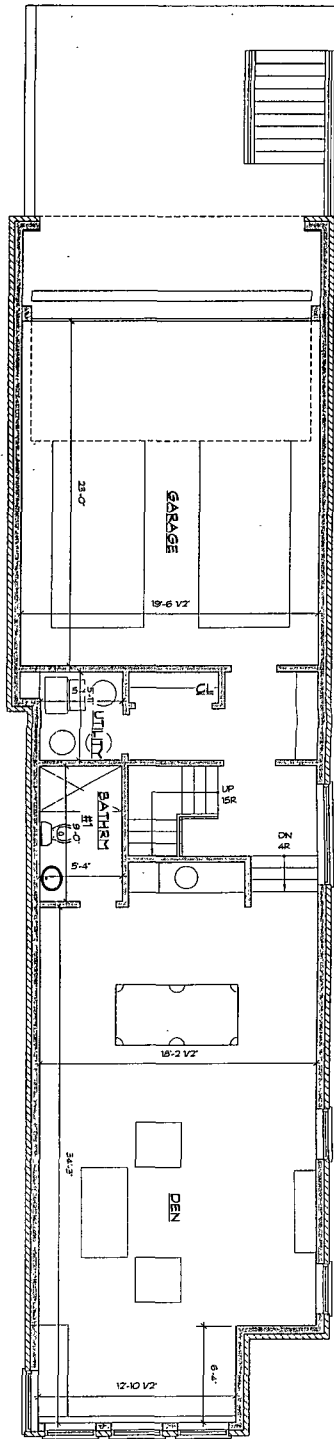 GARAGE
23'-0"
19'-6 1/2"
CL
5'-11"
UTILITY
UP
15R
DN
4R
BATHRM
#1
9'-0"
5'-4"
18'-2 1/2"
34'-3"
DEN
6'-4"
12'-10 1/2"